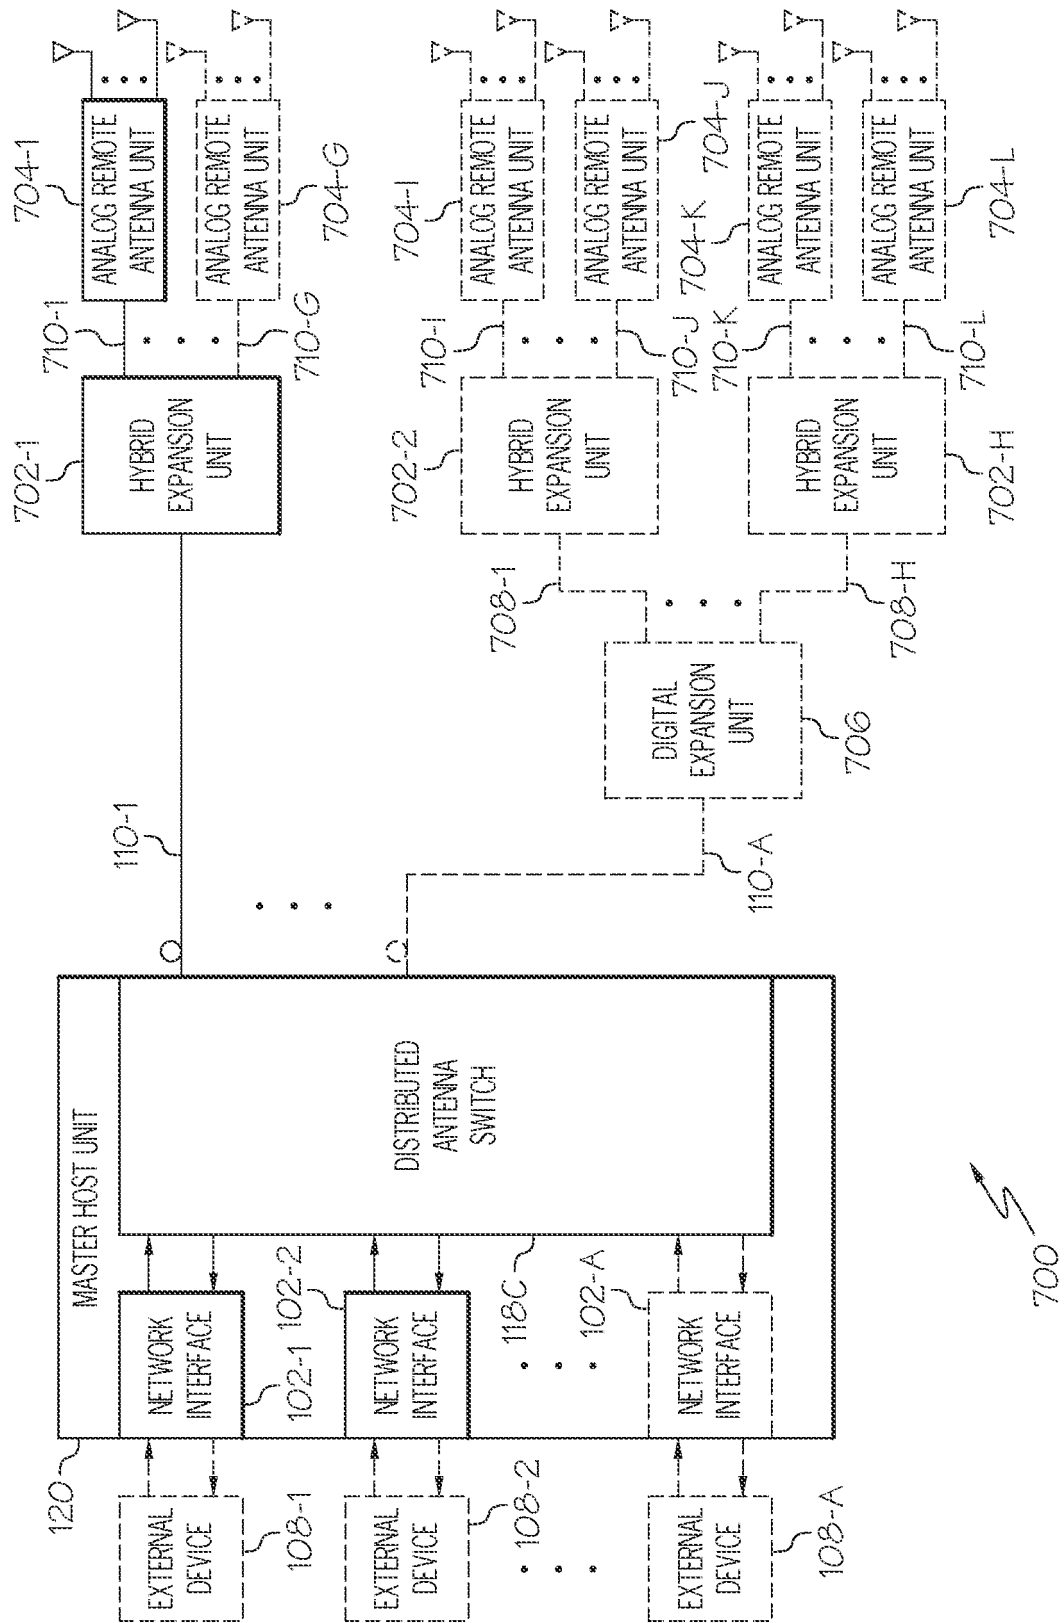 120
MASTER HOST UNIT
EXTERNAL
DEVICE
108-1
NETWORK
INTERFACE
102-1
EXTERNAL
DEVICE
108-2
NETWORK
INTERFACE
102-2
EXTERNAL
DEVICE
108-A
NETWORK
INTERFACE
102-A
DISTRIBUTED
ANTENNA
SWITCH
118C
110-1
110-A
702-1
HYBRID
EXPANSION
UNIT
710-1
710-G
704-1
ANALOG REMOTE
ANTENNA UNIT
ANALOG REMOTE
ANTENNA UNIT
704-G
DIGITAL
EXPANSION
UNIT
706
708-1
708-H
702-2
HYBRID
EXPANSION
UNIT
710-I
710-J
704-I
ANALOG REMOTE
ANTENNA UNIT
ANALOG REMOTE
ANTENNA UNIT
704-J
HYBRID
EXPANSION
UNIT
702-H
710-K
710-L
704-K
ANALOG REMOTE
ANTENNA UNIT
ANALOG REMOTE
ANTENNA UNIT
704-L
700